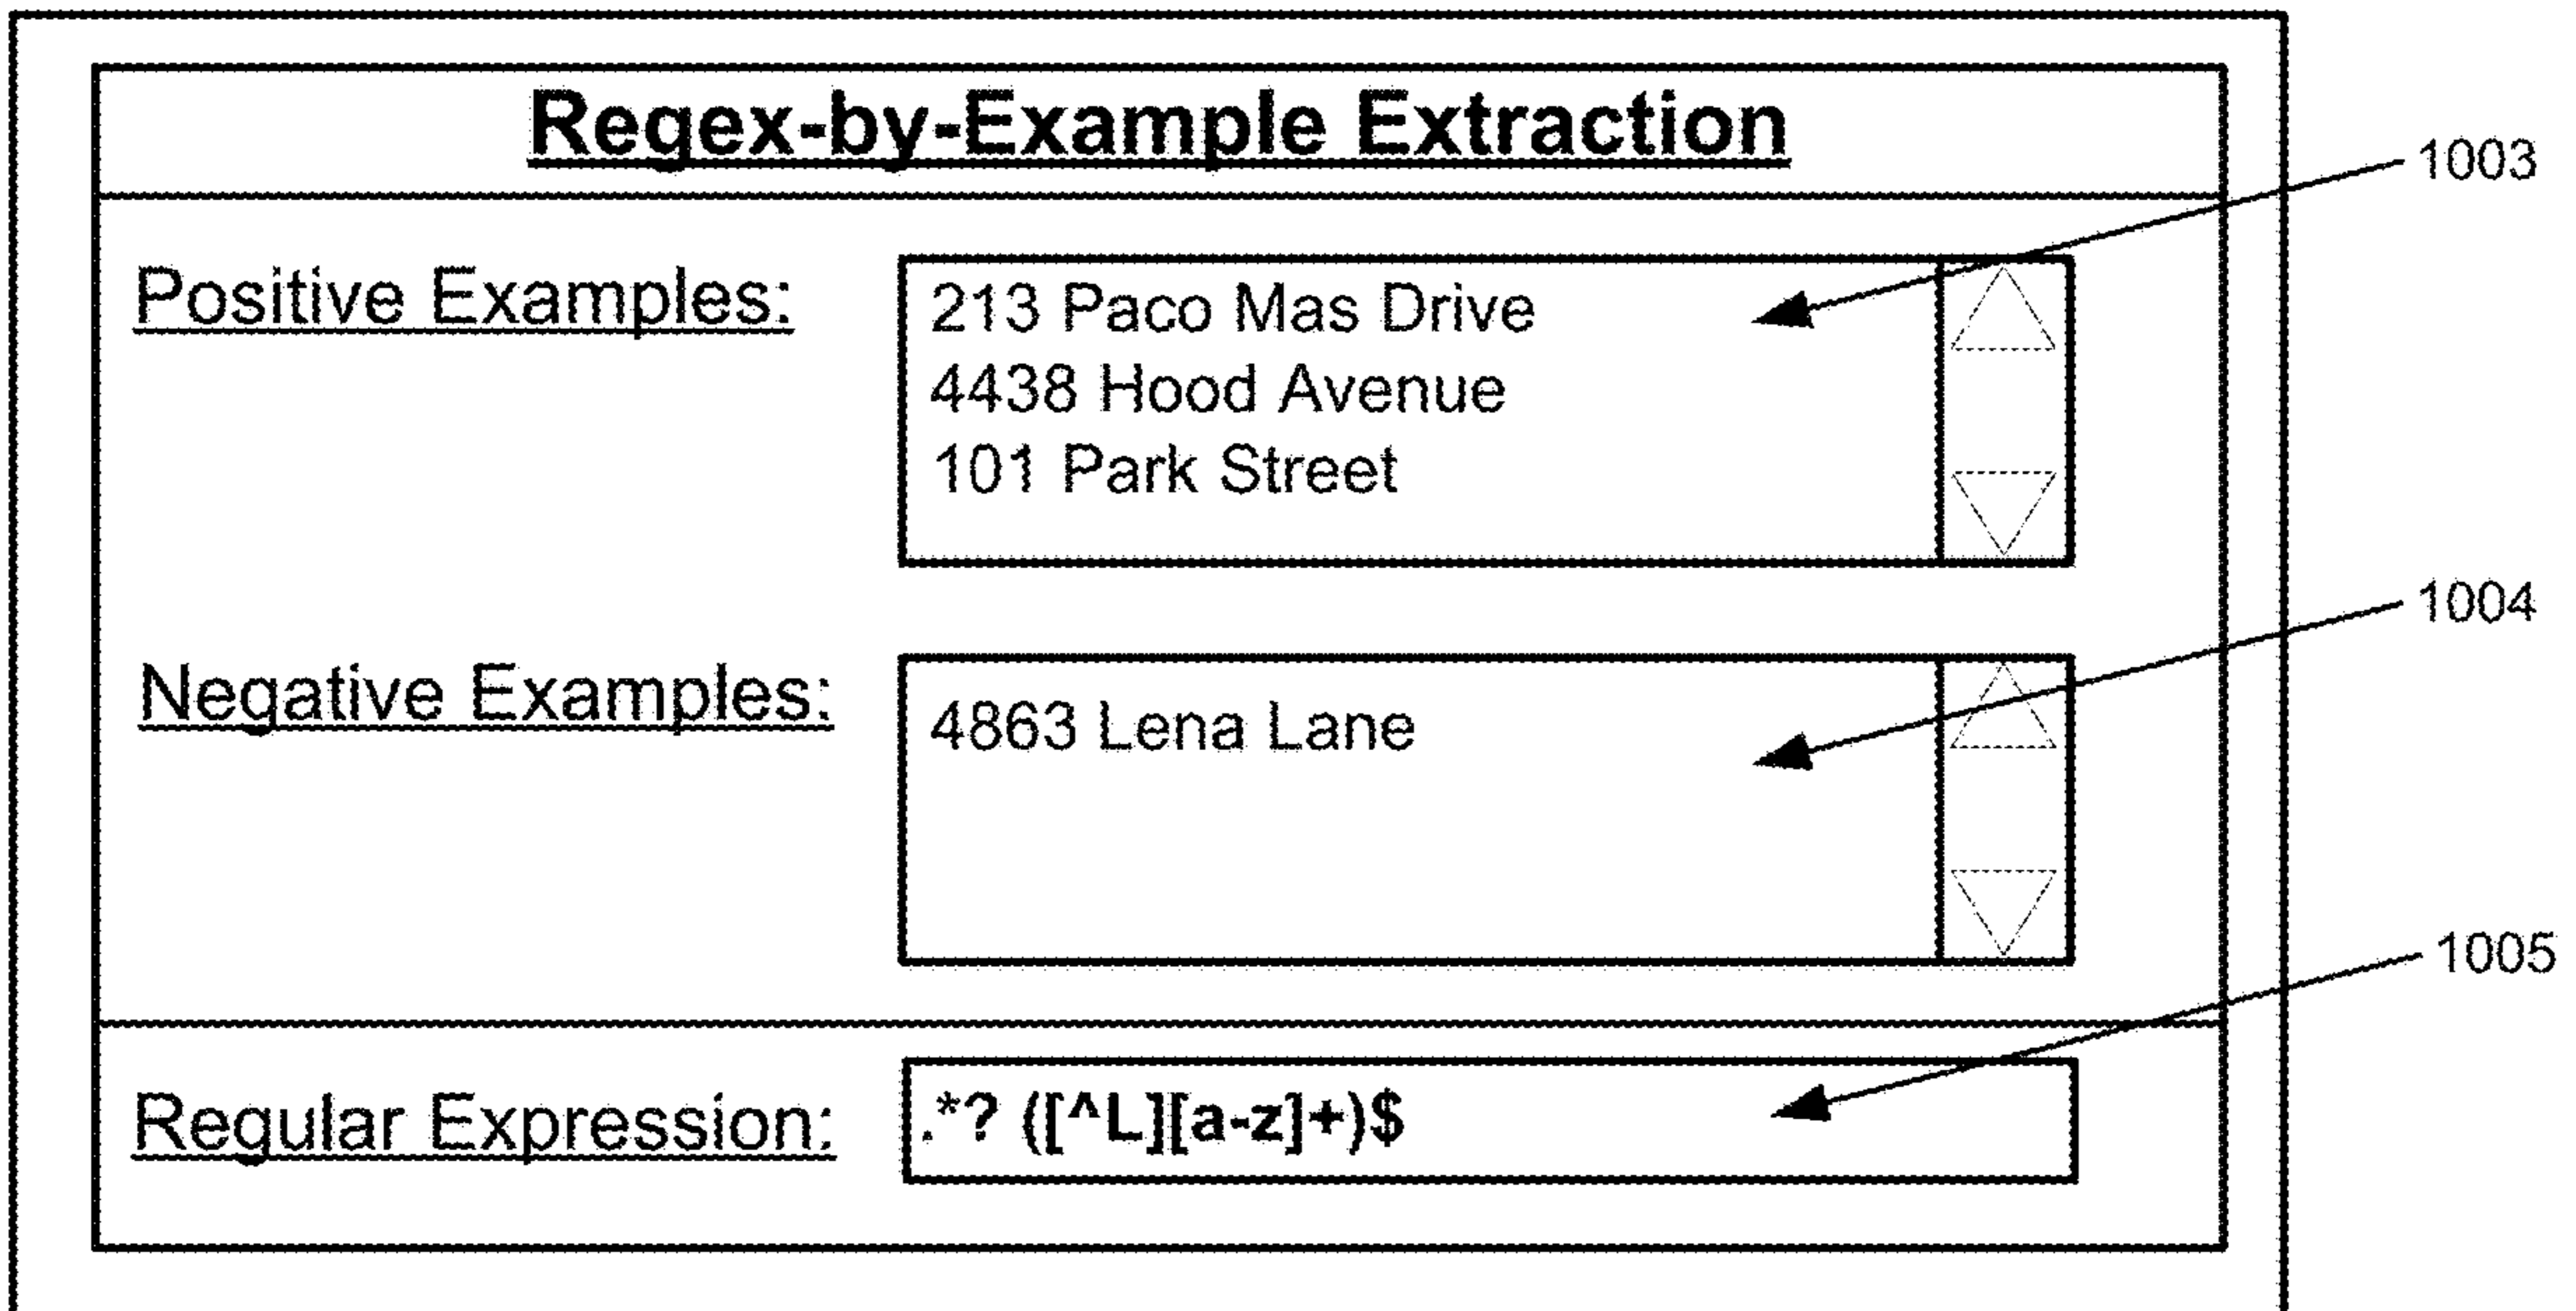 Regex-by-Example Extraction
1003
Positive Examples:
213 Paco Mas Drive
4438 Hood Avenue
101 Park Street
1004
Negative Examples:
4863 Lena Lane
1005
Regular Expression:
.*? ([^L][a-z]+)$